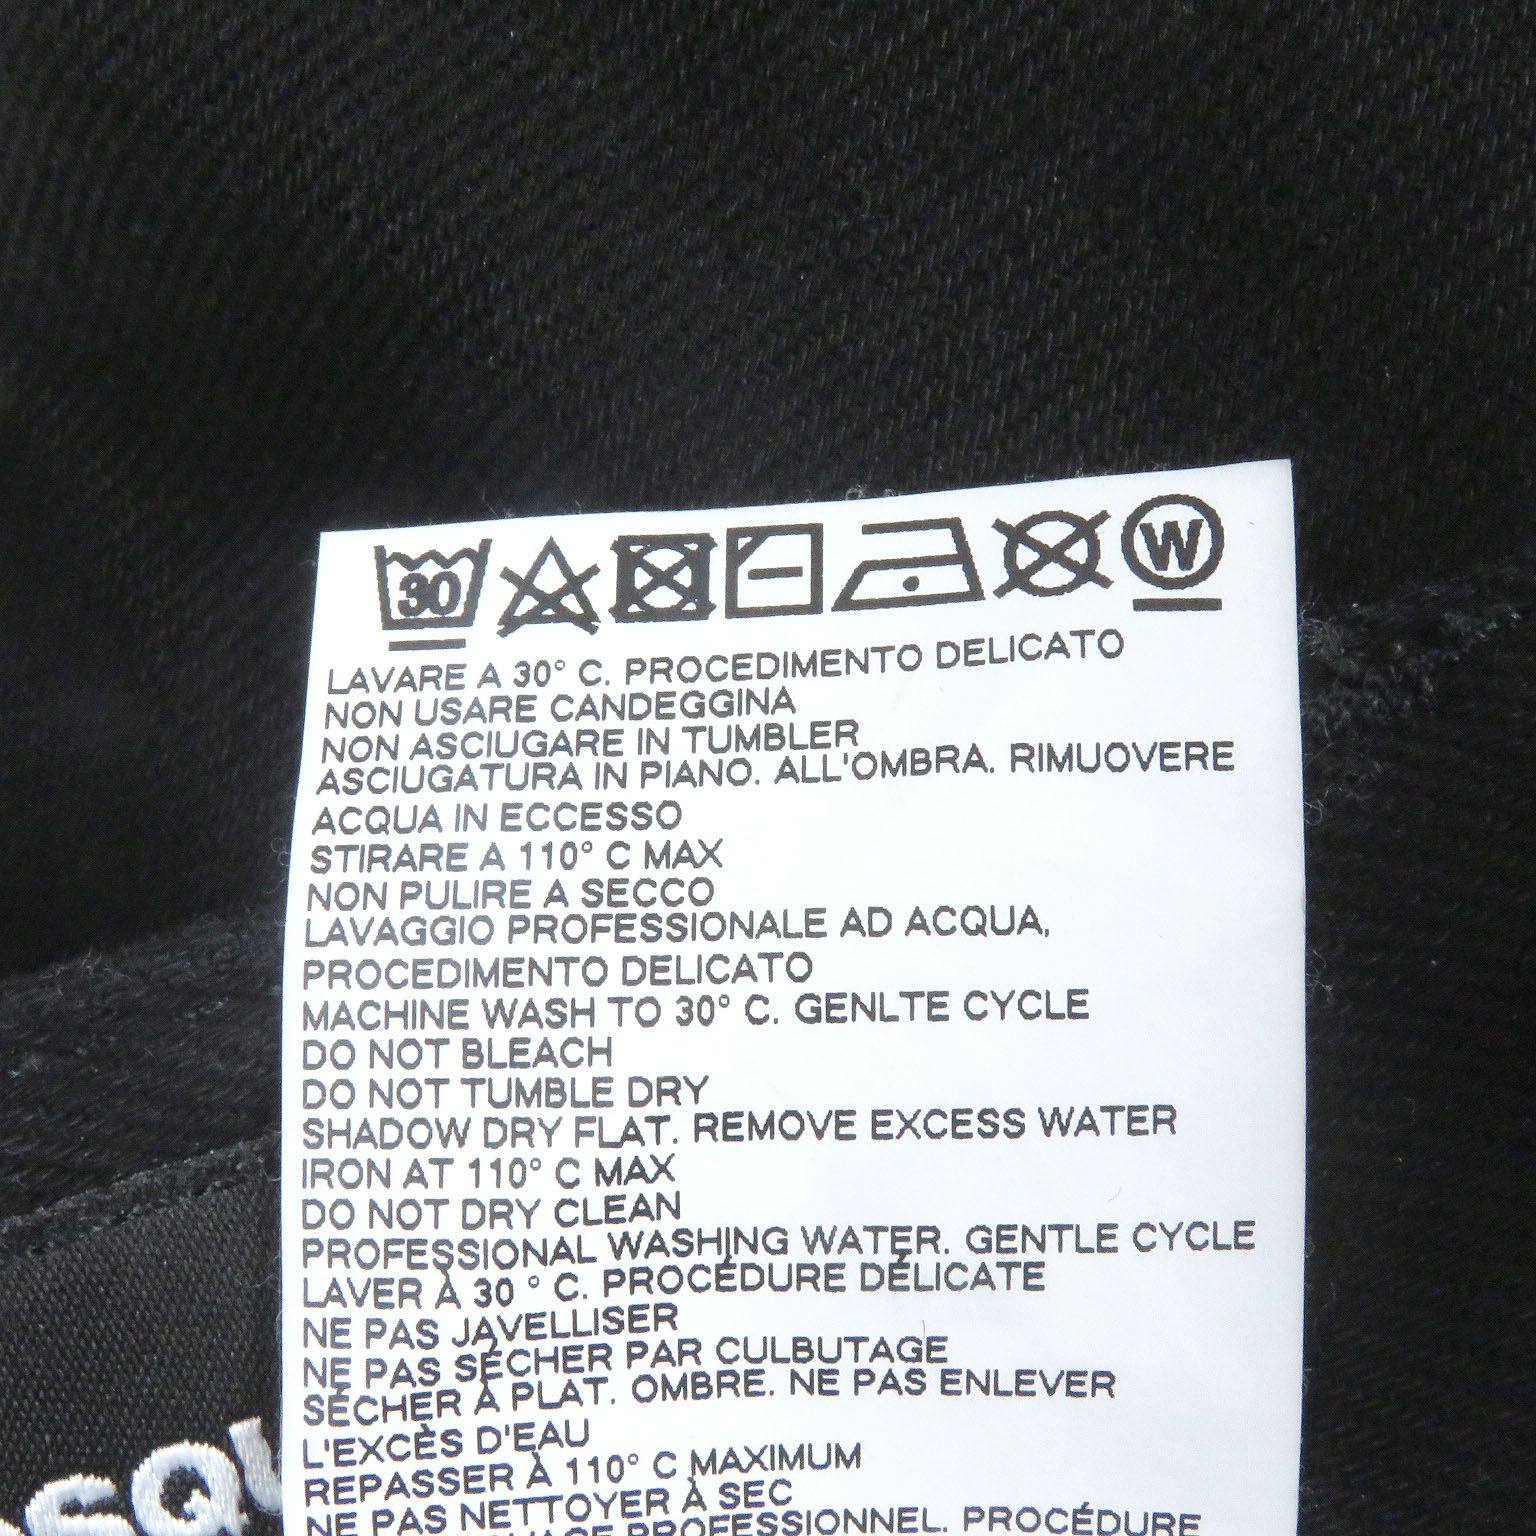 30 W
LAVARE A 30° C. PROCEDIMENTO DELICATO
NON USARE CANDEGGINA
NON ASCIUGARE IN TUMBLER
ASCIUGATURA IN PIANO. ALL'OMBRA. RIMUOVERE
ACQUA IN ECCESSO
STIRARE A 110° C MAX
NON PULIRE A SECCO
LAVAGGIO PROFESSIONALE AD ACQUA,
PROCEDIMENTO DELICATO
MACHINE WASH TO 30° C. GENLTE CYCLE
DO NOT BLEACH
DO NOT TUMBLE DRY
SHADOW DRY FLAT. REMOVE EXCESS WATER
IRON AT 110° C MAX
DO NOT DRY CLEAN
PROFESSIONAL WASHING WATER. GENTLE CYCLE
LAVER À 30 ° C. PROCÉDURE DÉLICATE
NE PAS JAVELLISER
NE PAS SÉCHER PAR CULBUTAGE
SÉCHER À PLAT. OMBRE. NE PAS ENLEVER
L'EXCÈS D'EAU
REPASSER À 110° C MAXIMUM
NE PAS NETTOYER À SEC
PROFESSIONNEL. PROCÉDURE
SQU